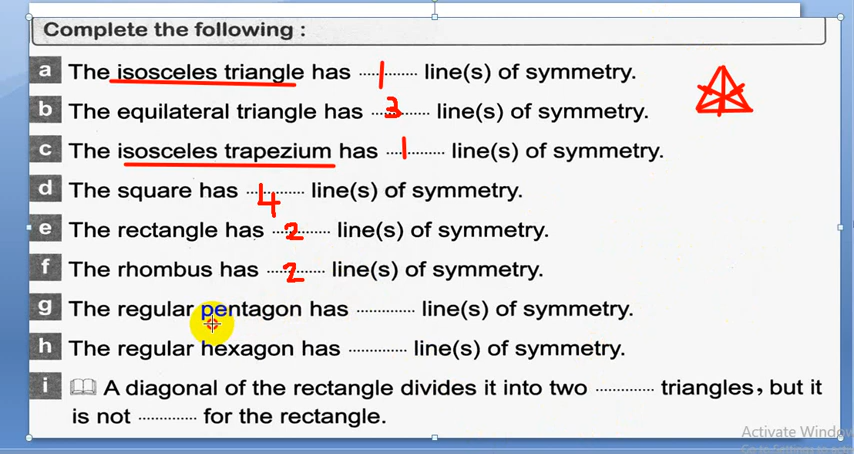 Complete the following :
a The isosceles triangle has ....1.... line(s) of symmetry.
b The equilateral triangle has ....3.... line(s) of symmetry.
c The isosceles trapezium has ....1.... line(s) of symmetry.
d The square has ....4.... line(s) of symmetry.
e The rectangle has ....2.... line(s) of symmetry.
f The rhombus has ....2.... line(s) of symmetry.
g The regular pentagon has ............ line(s) of symmetry.
h The regular hexagon has ............ line(s) of symmetry.
i A diagonal of the rectangle divides it into two ............ triangles, but it
is not ............ for the rectangle.
Activate Window